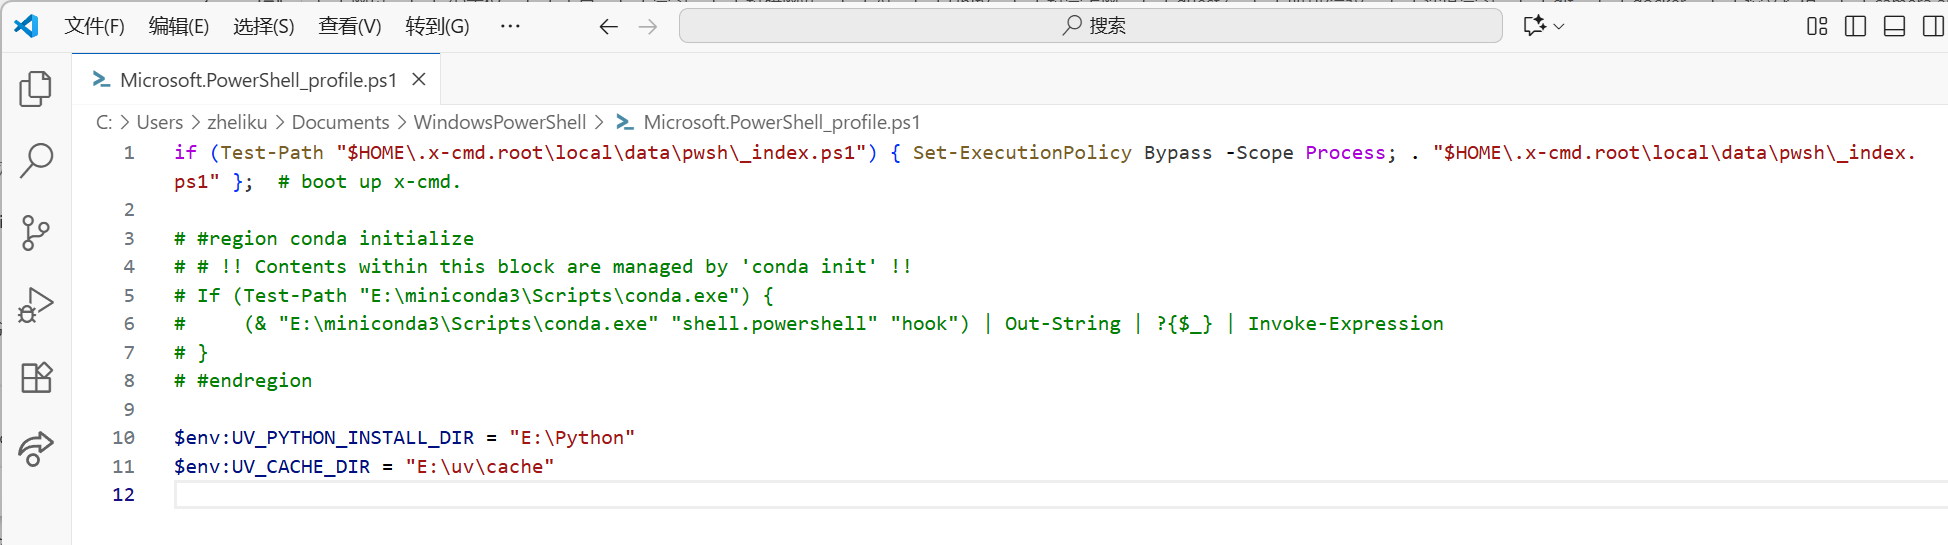 文件(F) 编辑(E) 选择(S) 查看(V) 转到(G) ··· 搜索
Microsoft.PowerShell_profile.ps1
C: > Users > zheliku > Documents > WindowsPowerShell > Microsoft.PowerShell_profile.ps1
1 if (Test-Path "$HOME\.x-cmd.root\local\data\pwsh\_index.ps1") { Set-ExecutionPolicy Bypass -Scope Process; . "$HOME\.x-cmd.root\local\data\pwsh\_index.
ps1" };  # boot up x-cmd.
2
3 # #region conda initialize
4 # # !! Contents within this block are managed by 'conda init' !!
5 # If (Test-Path "E:\miniconda3\Scripts\conda.exe") {
6 #     (& "E:\miniconda3\Scripts\conda.exe" "shell.powershell" "hook") | Out-String | ?{$_} | Invoke-Expression
7 # }
8 # #endregion
9
10 $env:UV_PYTHON_INSTALL_DIR = "E:\Python"
11 $env:UV_CACHE_DIR = "E:\uv\cache"
12